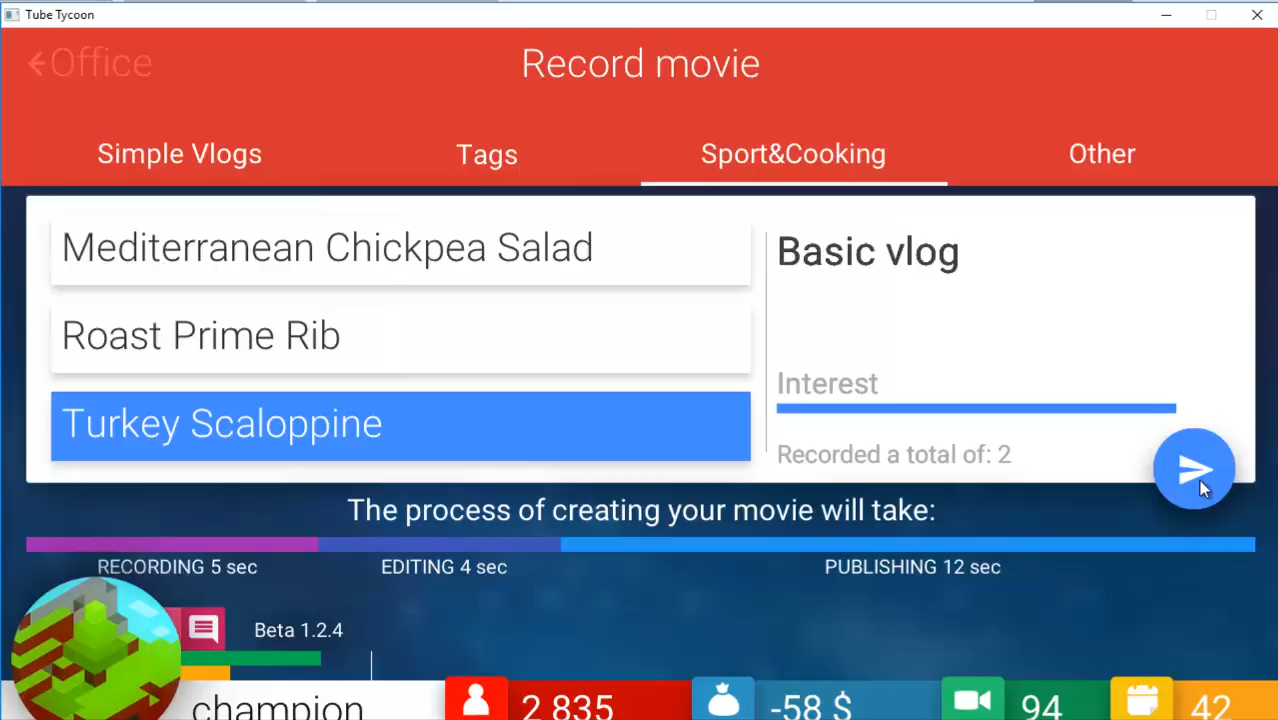 Tube Tycoon
Office
Record movie
Simple Vlogs
Tags
Sport&Cooking
Other
Mediterranean Chickpea Salad
Roast Prime Rib
Turkey Scaloppine
Basic vlog
Interest
Recorded a total of: 2
The process of creating your movie will take:
RECORDING 5 sec
EDITING 4 sec
PUBLISHING 12 sec
Beta 1.2.4
champion
2 835
-58 $
94
42